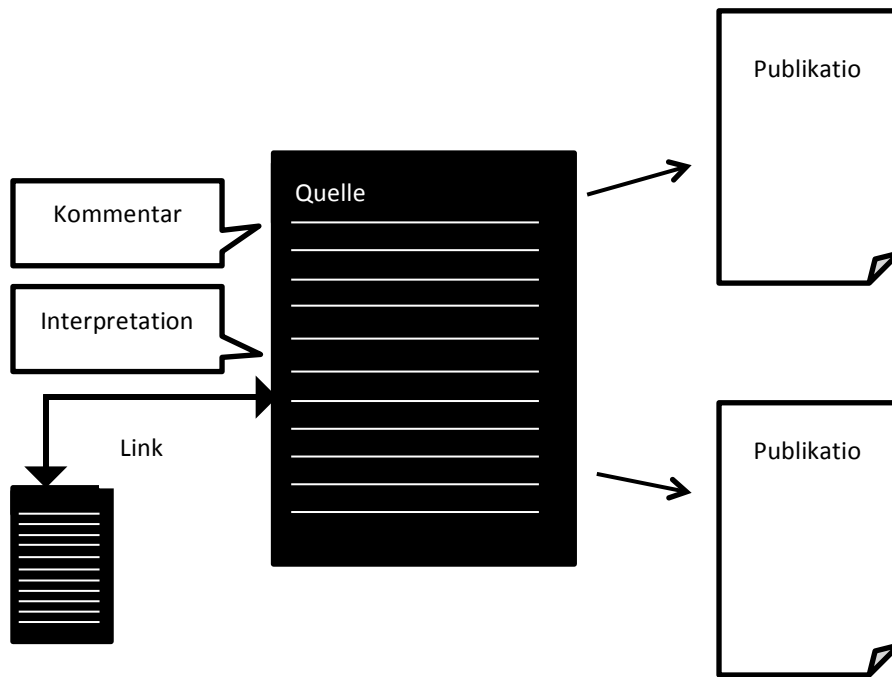 Publikatio
Quelle
Kommentar
Interpretation
Link
Publikatio